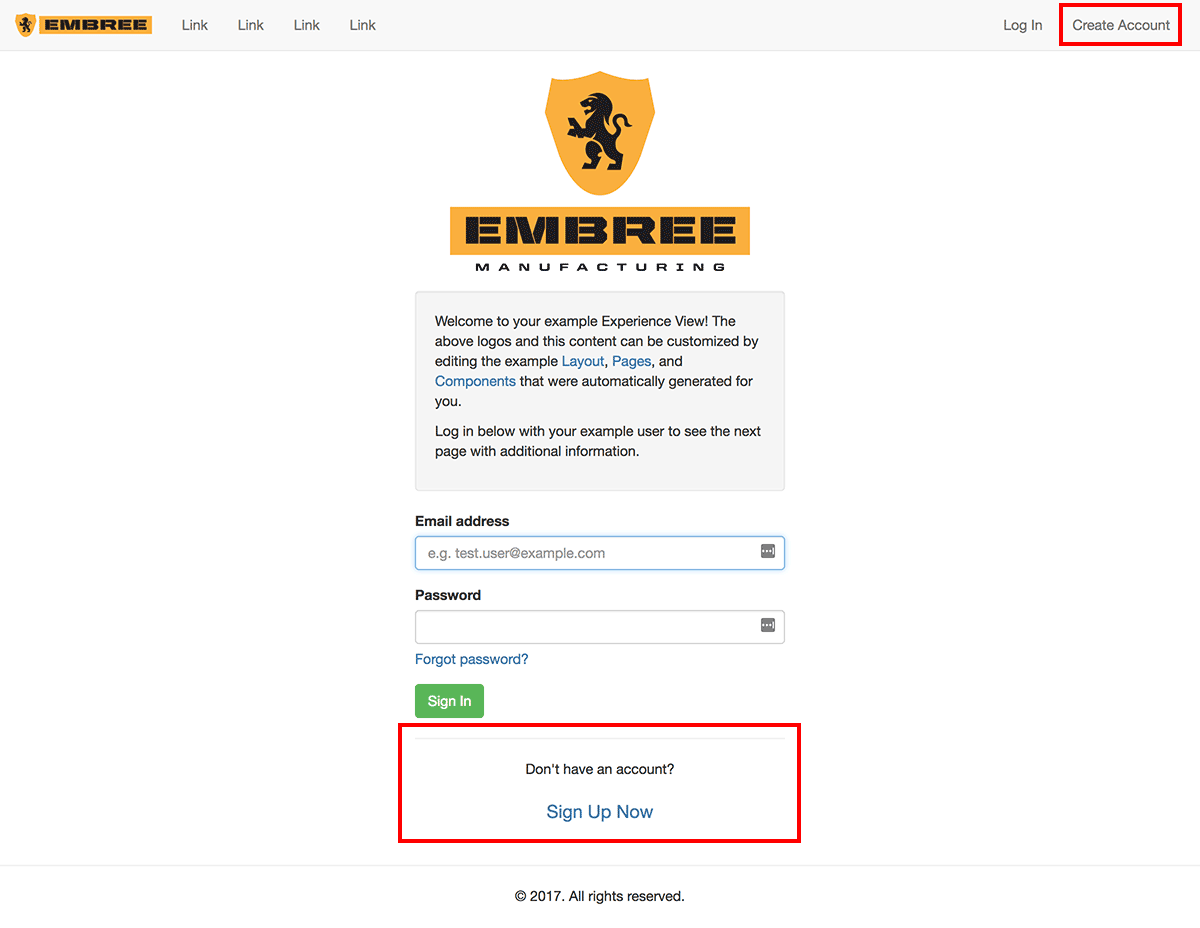 EMBREE Link Link Link Link Log In Create Account
EMBREE
MANUFACTURING
Welcome to your example Experience View! The
above logos and this content can be customized by
editing the example Layout, Pages, and
Components that were automatically generated for
you.
Log in below with your example user to see the next
page with additional information.
Email address
e.g. test.user@example.com
Password
Forgot password?
Sign In
Don't have an account?
Sign Up Now
© 2017. All rights reserved.